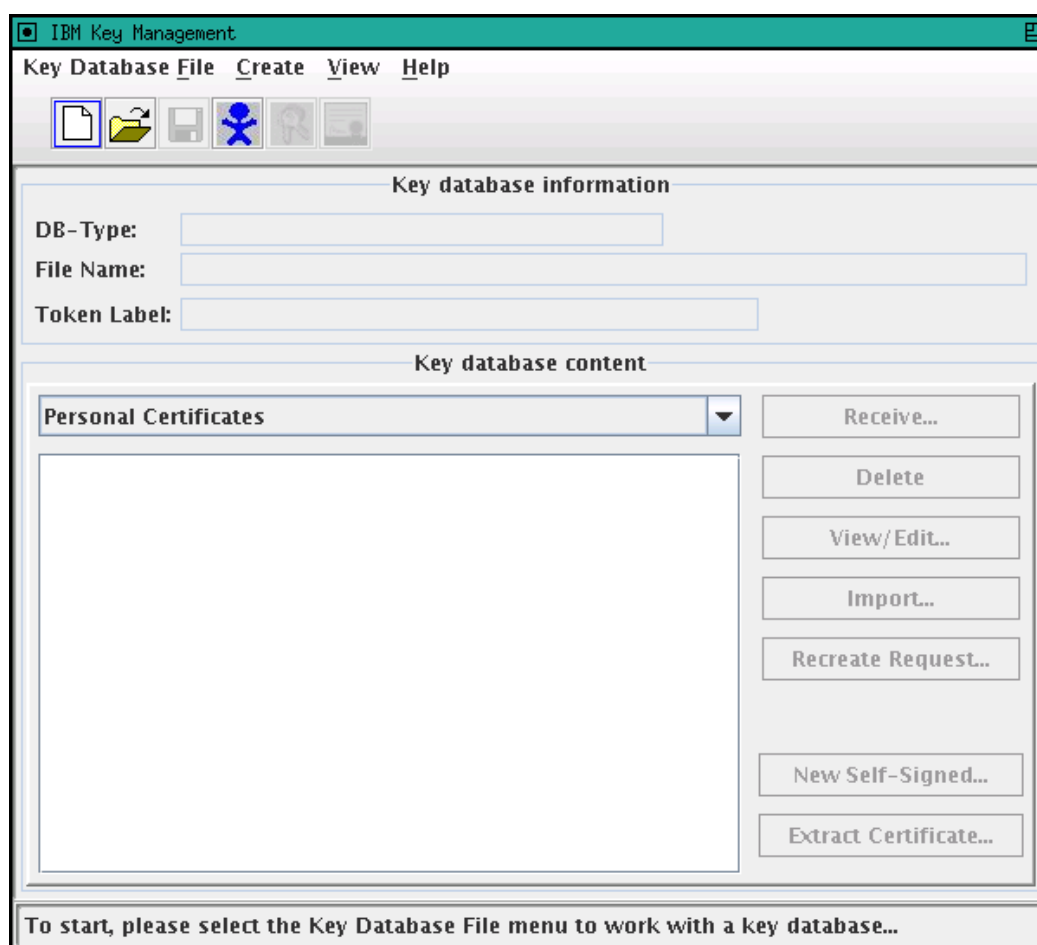 IBM Key Management
Key Database File Create View Help
Key database information
DB-Type:
File Name:
Token Label:
Key database content
Personal Certificates
Receive...
Delete
View/Edit...
Import...
Recreate Request...
New Self-Signed...
Extract Certificate...
To start, please select the Key Database File menu to work with a key database...